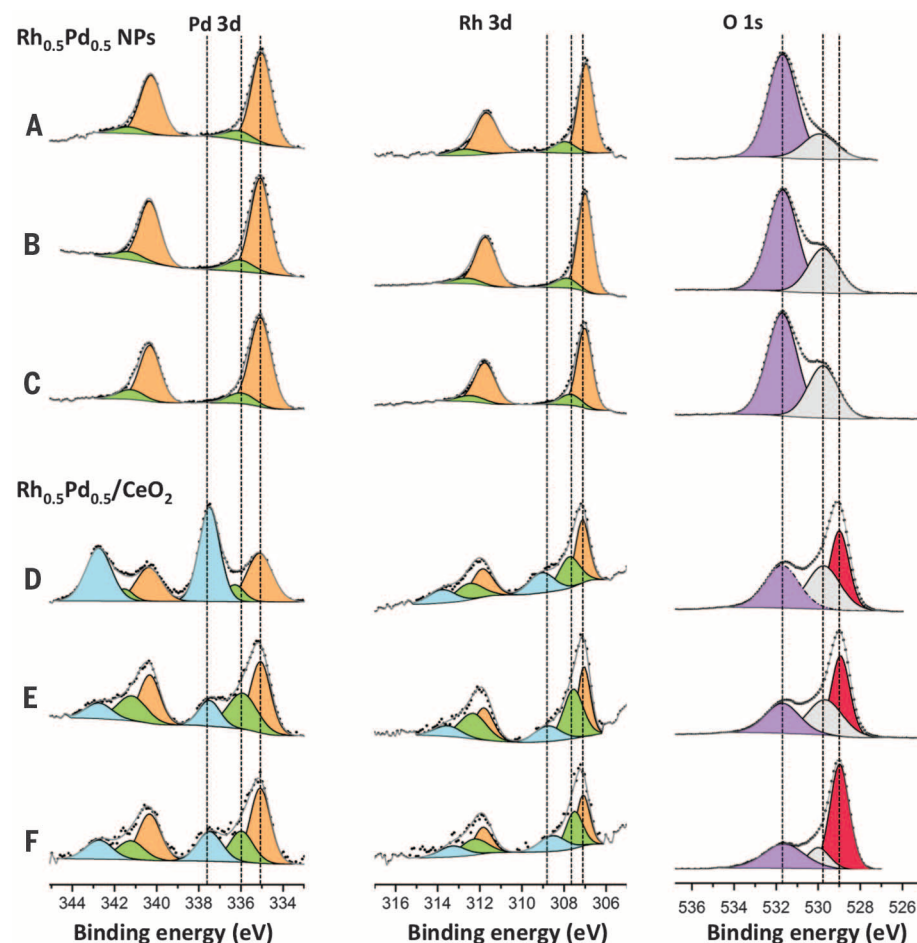 Pd 3d Rh 3d O 1s
Rh0.5Pd0.5 NPs
A
B
C
Rh0.5Pd0.5/CeO2
D
E
F
344 342 340 338 336 334 316 314 312 310 308 306 536 534 532 530 528 526
Binding energy (eV) Binding energy (eV) Binding energy (eV)